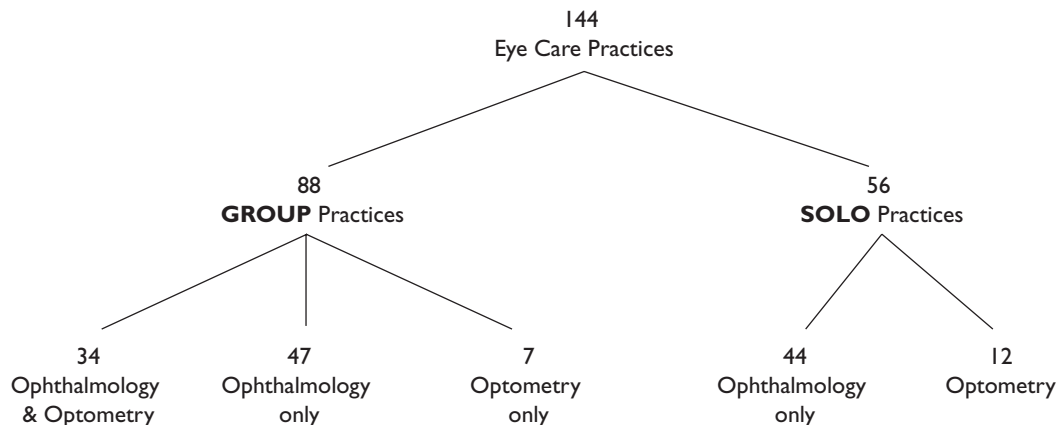 144
Eye Care Practices
88
GROUP Practices
56
SOLO Practices
34
Ophthalmology
& Optometry
47
Ophthalmology
only
7
Optometry
only
44
Ophthalmology
only
12
Optometry